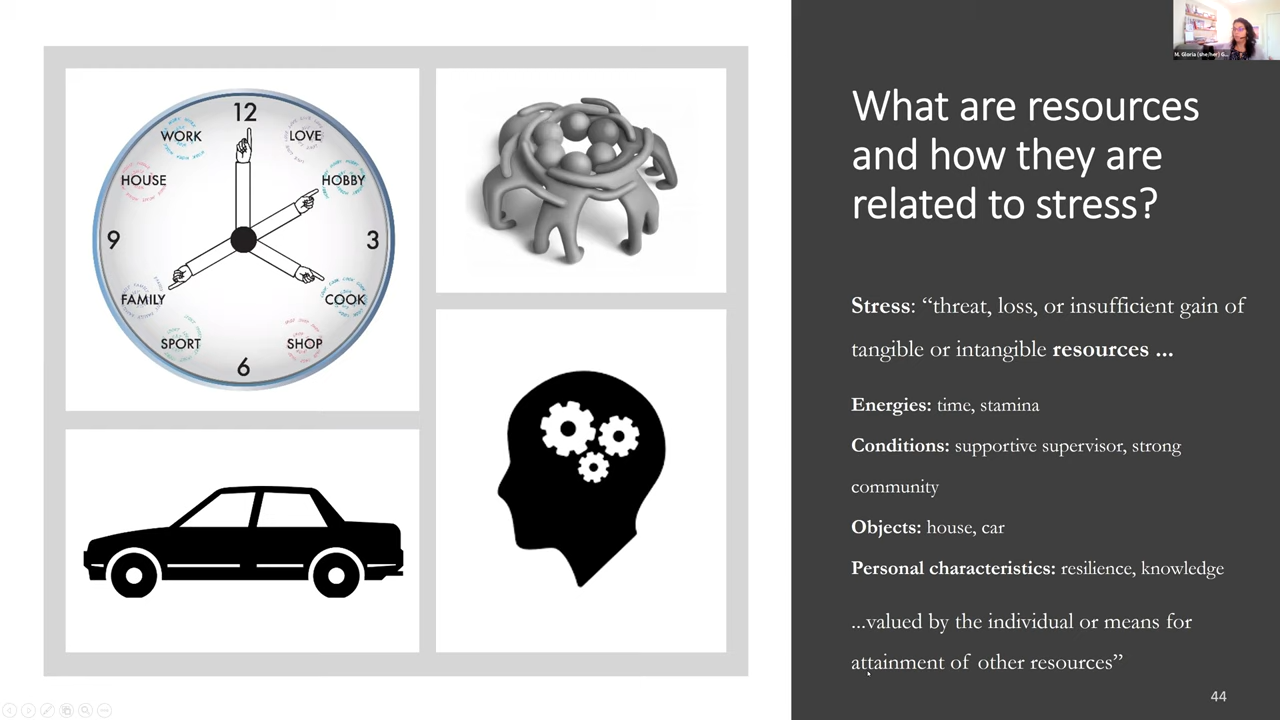 12
WORK
LOVE
HOUSE
HOBBY
9
3
FAMILY
COOK
SPORT
SHOP
6
M. Gloria (she/her) G...
What are resources
and how they are
related to stress?
Stress: “threat, loss, or insufficient gain of
tangible or intangible resources ...
Energies: time, stamina
Conditions: supportive supervisor, strong
community
Objects: house, car
Personal characteristics: resilience, knowledge
...valued by the individual or means for
attainment of other resources”
44